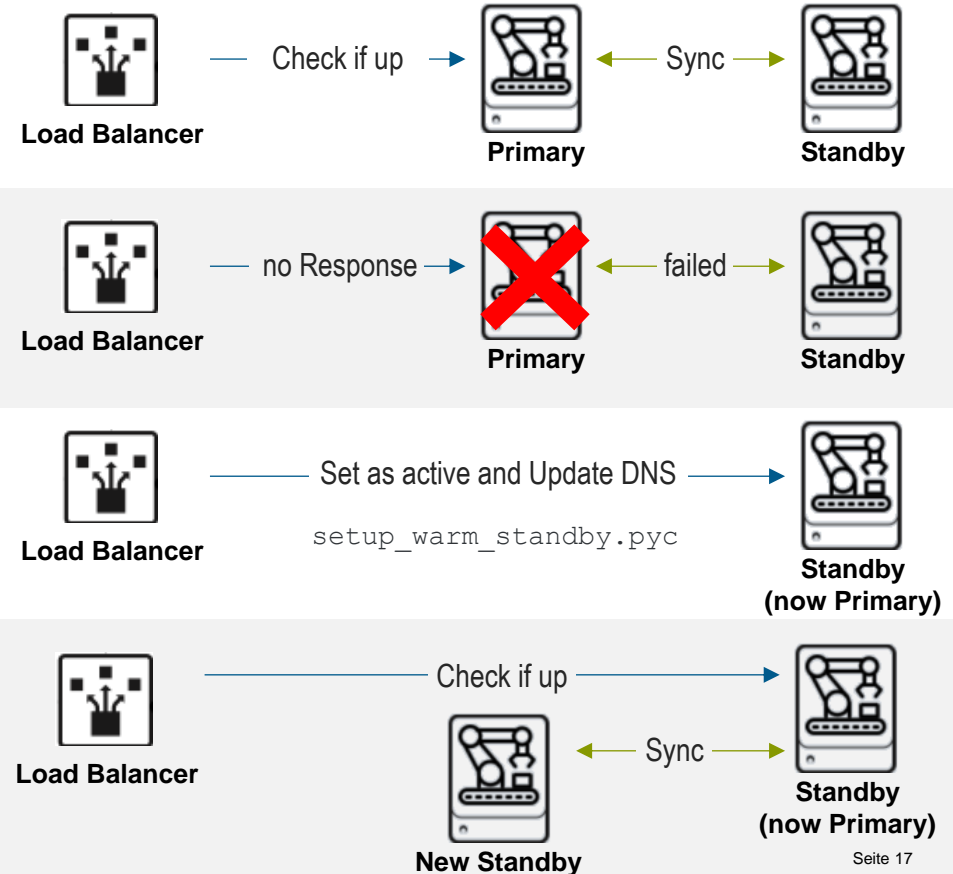 Check if up
Sync
Load Balancer
Primary
Standby
no Response
failed
Load Balancer
Primary
Standby
Set as active and Update DNS
setup_warm_standby.pyc
Load Balancer
Standby
(now Primary)
Check if up
Sync
Load Balancer
Standby
(now Primary)
New Standby
Seite 17